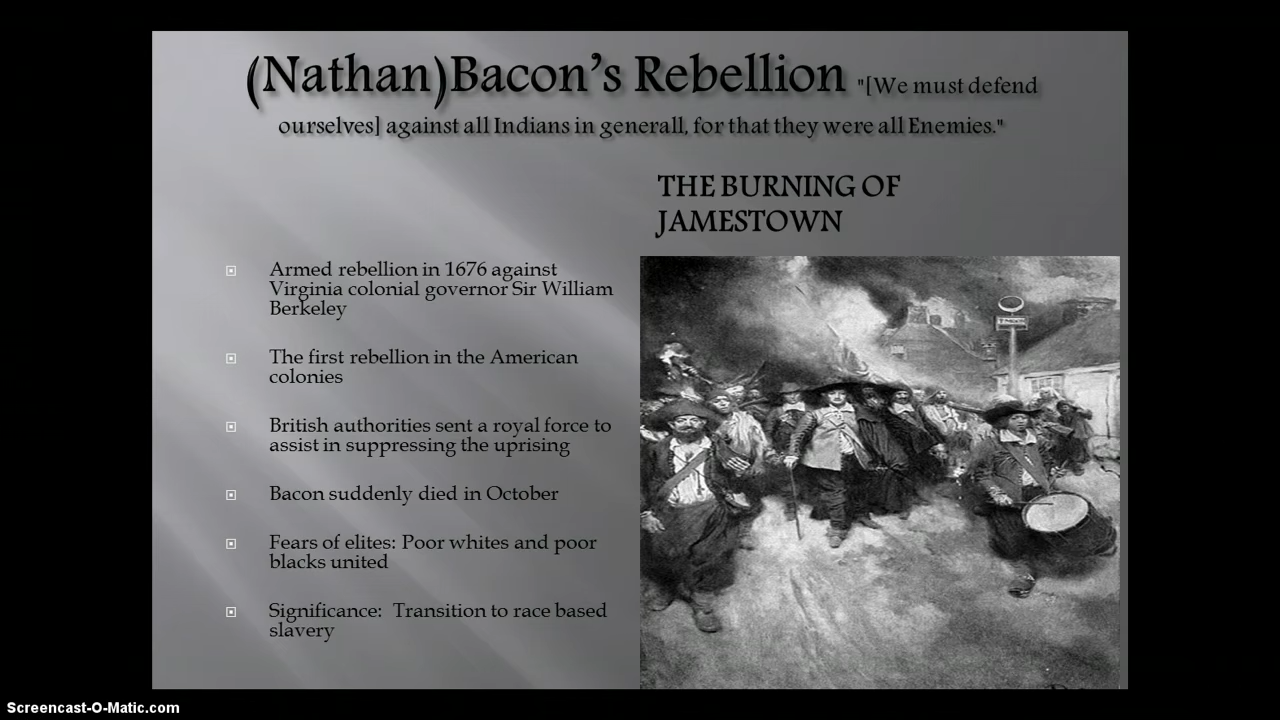 (Nathan)Bacon's Rebellion "[We must defend
ourselves] against all Indians in generall, for that they were all Enemies."
THE BURNING OF
JAMESTOWN
Armed rebellion in 1676 against
Virginia colonial governor Sir William
Berkeley
The first rebellion in the American
colonies
British authorities sent a royal force to
assist in suppressing the uprising
Bacon suddenly died in October
Fears of elites: Poor whites and poor
blacks united
Significance:  Transition to race based
slavery
Screencast-O-Matic.com